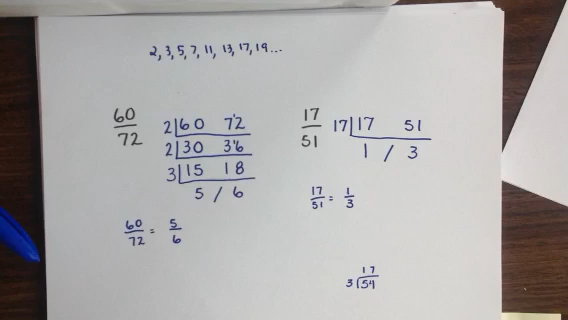 2, 3, 5, 7, 11, 13, 17, 19...
60
72
2 60 72
2 30 36
3 15 18
5 / 6
60/72 = 5/6
17
51
17 17 51
1 / 3
17/51 = 1/3
17
3 51